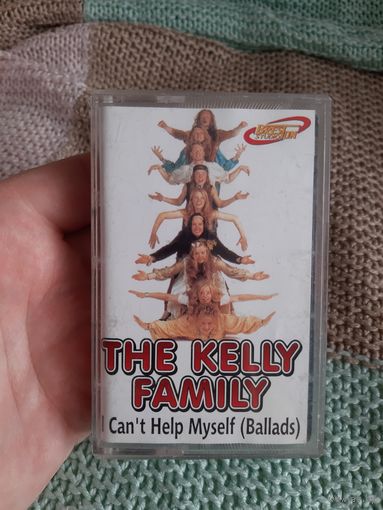 THE KELLY
FAMILY
Can't Help Myself (Ballads)